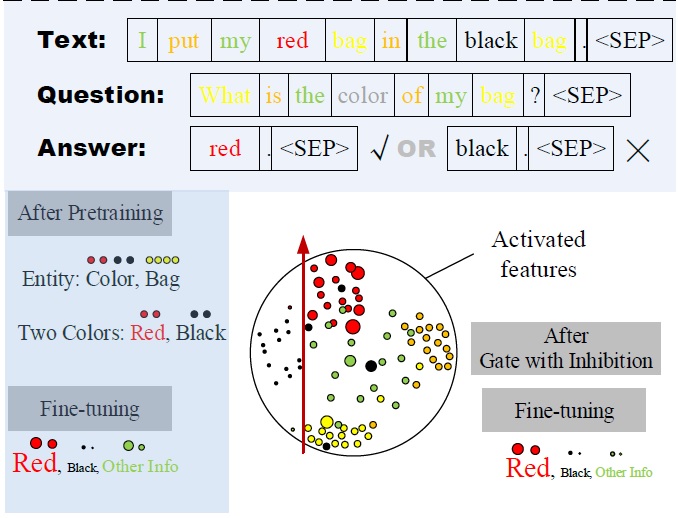 Text: I put my red bag in the black bag . <SEP>
Question: What is the color of my bag ? <SEP>
Answer: red . <SEP> √ OR black . <SEP> ×
After Pretraining
Entity: Color, Bag
Two Colors: Red, Black
Fine-tuning
Red, Black, Other Info
Activated
features
After
Gate with Inhibition
Fine-tuning
Red, Black, Other Info